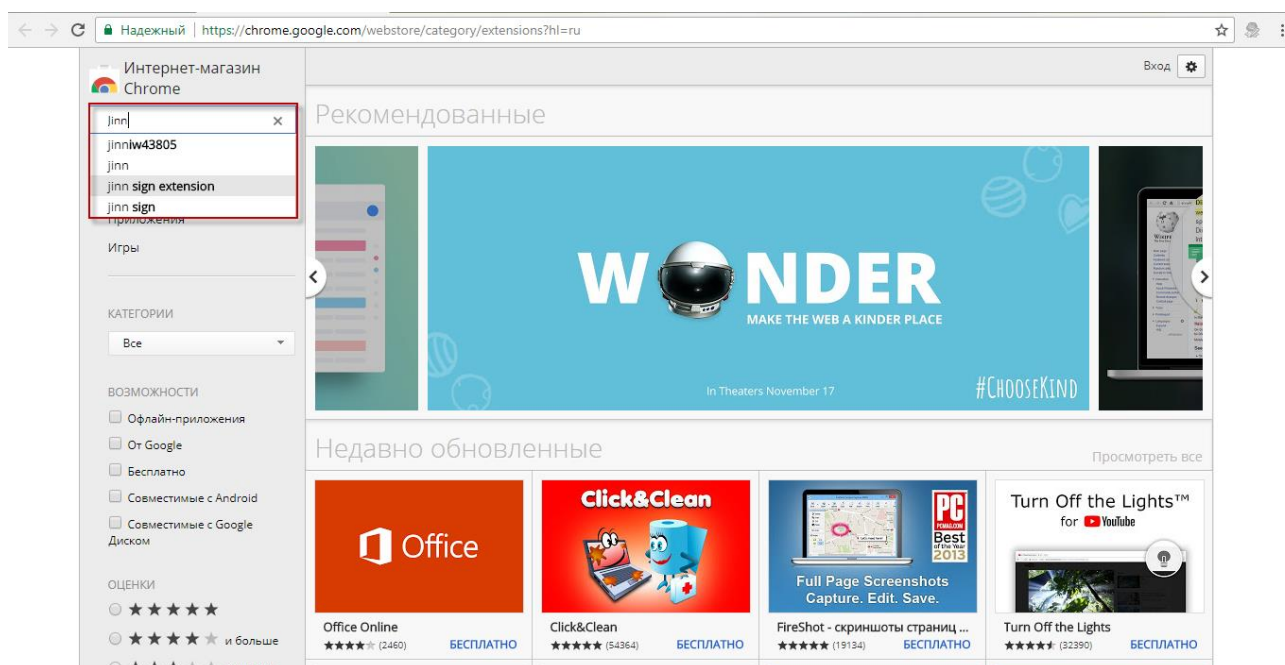 Надежный | https://chrome.google.com/webstore/category/extensions?hl=ru
Интернет-магазин
Chrome
Вход
Jinn
jinniw43805
jinn
jinn sign extension
jinn sign
Приложения
Игры
КАТЕГОРИИ
Все
ВОЗМОЖНОСТИ
Офлайн-приложения
От Google
Бесплатно
Совместимые с Android
Совместимые с Google
Диском
ОЦЕНКИ
и больше
Рекомендованные
WONDER
MAKE THE WEB A KINDER PLACE
In Theaters November 17
#CHOOSEKIND
Недавно обновленные
Просмотреть все
Office
Click&Clean
PC
PCMAG.COM
Best
of the Year
2013
Full Page Screenshots
Capture. Edit. Save.
Turn Off the Lights™
for YouTube
Office Online
(2460) БЕСПЛАТНО
Click&Clean
(54364) БЕСПЛАТНО
FireShot - скриншоты страниц ...
(19134) БЕСПЛАТНО
Turn Off the Lights
(32390) БЕСПЛАТНО